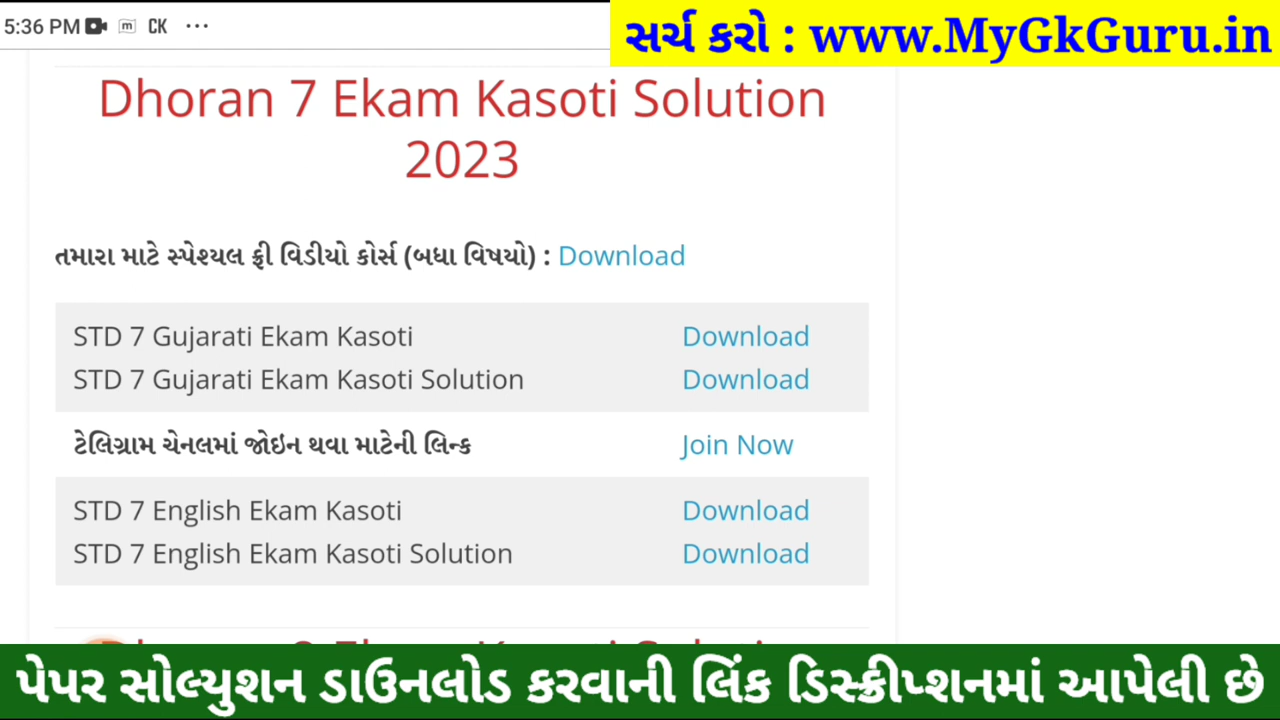 5:36 PM m CK ...
સર્ચ કરો : www.MyGkGuru.in
Dhoran 7 Ekam Kasoti Solution
2023
તમારા માટે સ્પેશ્યલ ફ્રી વિડીયો કોર્સ (બધા વિષયો) : Download
STD 7 Gujarati Ekam Kasoti Download
STD 7 Gujarati Ekam Kasoti Solution Download
ટેલિગ્રામ ચેનલમાં જોઇન થવા માટેની લિન્ક Join Now
STD 7 English Ekam Kasoti Download
STD 7 English Ekam Kasoti Solution Download
પેપર સોલ્યુશન ડાઉનલોડ કરવાની લિંક ડિસ્ક્રીપ્શનમાં આપેલી છે